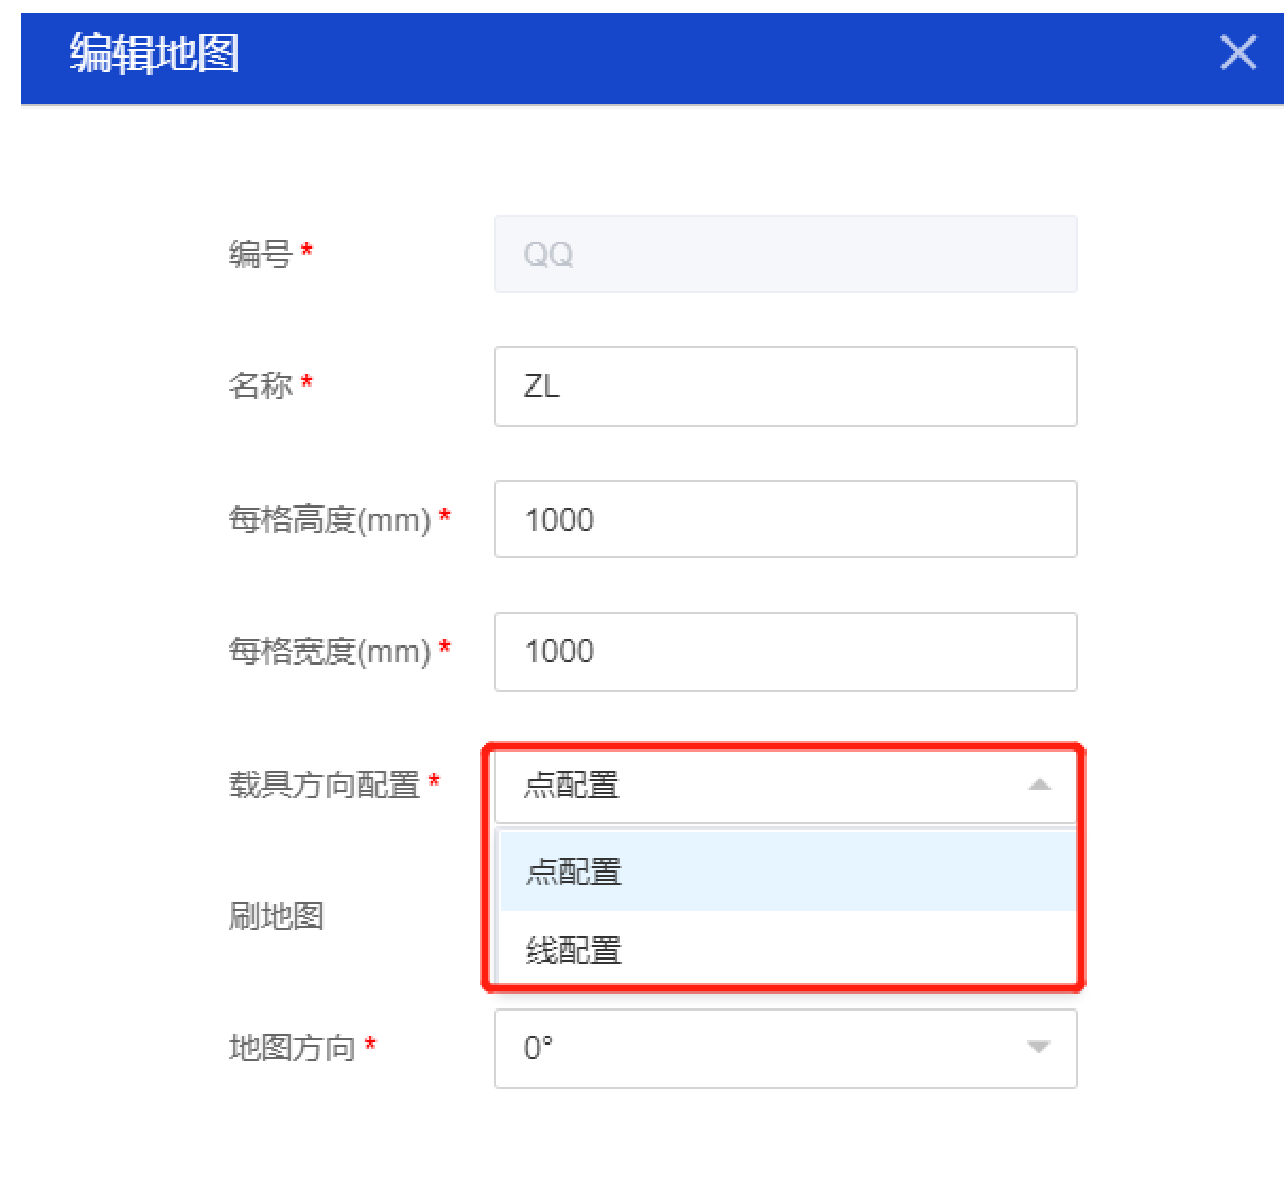 编辑地图
编号* QQ
名称* ZL
每格高度(mm)* 1000
每格宽度(mm)* 1000
载具方向配置* 点配置
点配置
刷地图
线配置
地图方向* 0°